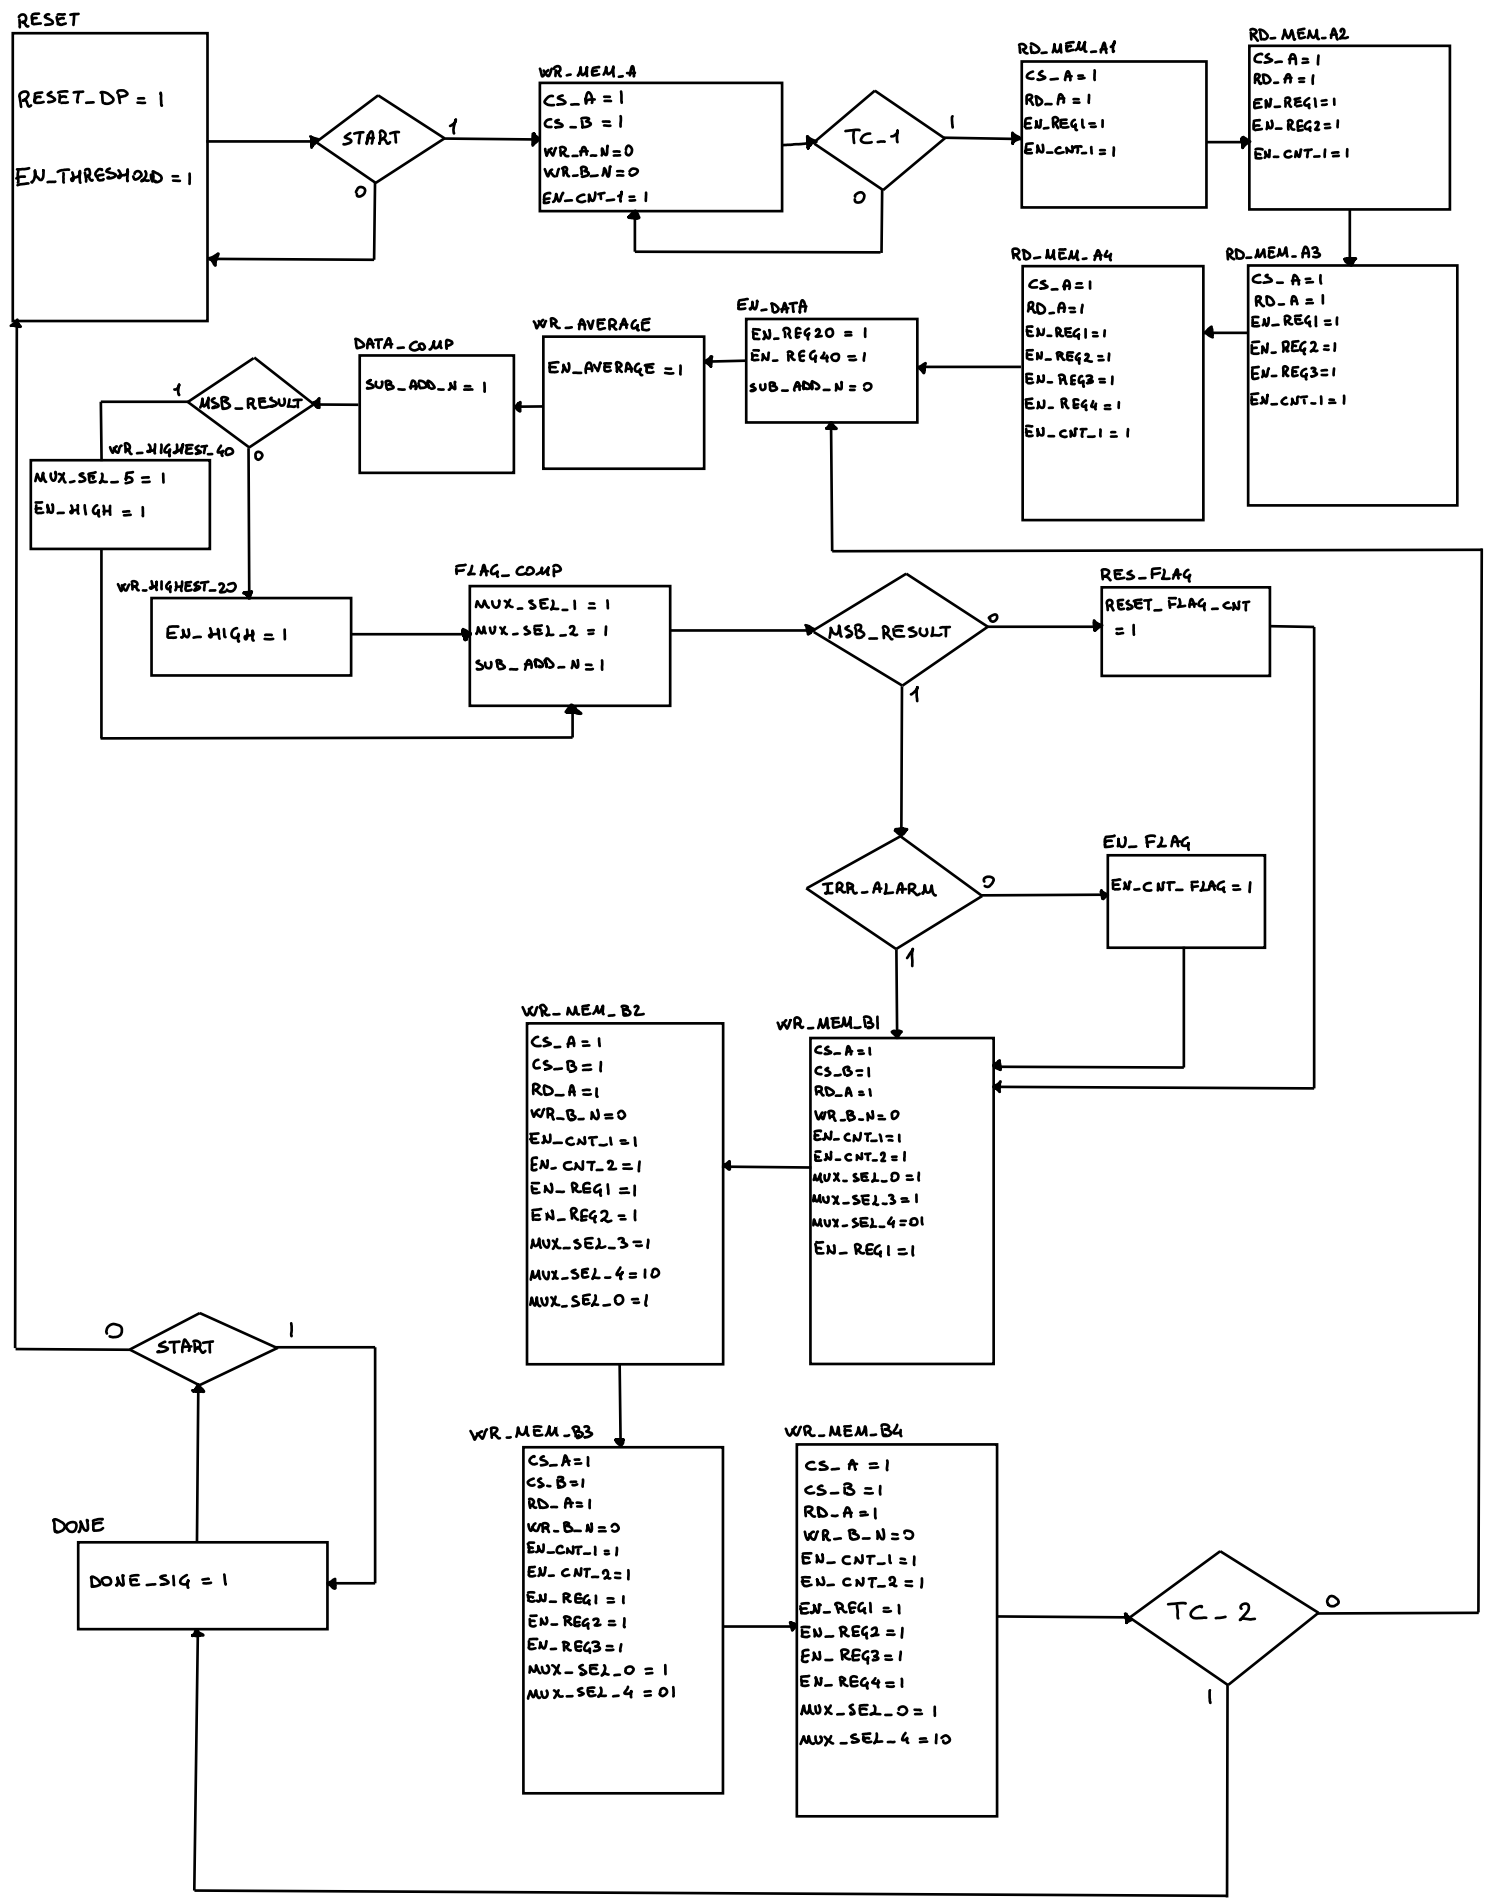 RESET
RESET_DP = 1
EN_THRESHOLD = 1
START
1
0
WR_MEM_A
CS_A = 1
CS_B = 1
WR_A_N=0
WR_B_N=0
EN_CNT_1 = 1
TC_1
1
0
RD_MEM_A1
CS_A = 1
RD_A = 1
EN_REG1=1
EN_CNT_1 = 1
RD_MEM_A2
CS_A = 1
RD_A = 1
EN_REG1=1
EN_REG2=1
EN_CNT_1 = 1
RD_MEM_A3
CS_A = 1
RD_A = 1
EN_REG1=1
EN_REG2=1
EN_REG3=1
EN_CNT_1 = 1
RD_MEM_A4
CS_A = 1
RD_A=1
EN_REG1=1
EN_REG2=1
EN_REG3=1
EN_REG4=1
EN_CNT_1 = 1
EN_DATA
EN_REG20 = 1
EN_REG40=1
SUB_ADD_N=0
WR_AVERAGE
EN_AVERAGE =1
DATA_COMP
SUB_ADD_N = 1
MSB_RESULT
1
0
WR_HIGHEST_40
MUX_SEL_5 = 1
EN_HIGH = 1
WR_HIGHEST_20
EN_HIGH = 1
FLAG_COMP
MUX_SEL_1 = 1
MUX_SEL_2 = 1
SUB_ADD_N=1
MSB_RESULT
0
1
RES_FLAG
RESET_FLAG_CNT
= 1
IRR_ALARM
0
1
EN_FLAG
EN_CNT_FLAG = 1
WR_MEM_B1
CS_A=1
CS_B=1
RD_A=1
WR_B_N=0
EN_CNT_1=1
EN_CNT_2=1
MUX_SEL_0=1
MUX_SEL_3=1
MUX_SEL_4=01
EN_REG1=1
WR_MEM_B2
CS_A=1
CS_B=1
RD_A=1
WR_B_N=0
EN_CNT_1=1
EN_CNT_2=1
EN_REG1=1
EN_REG2=1
MUX_SEL_3=1
MUX_SEL_4=10
MUX_SEL_0=1
WR_MEM_B3
CS_A=1
CS_B=1
RD_A=1
WR_B_N=0
EN_CNT_1=1
EN_CNT_2=1
EN_REG1=1
EN_REG2=1
EN_REG3=1
MUX_SEL_0 = 1
MUX_SEL_4 = 01
WR_MEM_B4
CS_A =1
CS_B =1
RD_A=1
WR_B_N=0
EN_CNT_1=1
EN_CNT_2=1
EN_REG1=1
EN_REG2=1
EN_REG3=1
EN_REG4=1
MUX_SEL_0= 1
MUX_SEL_4 =10
TC_2
0
1
DONE
DONE_SIG = 1
START
0
1